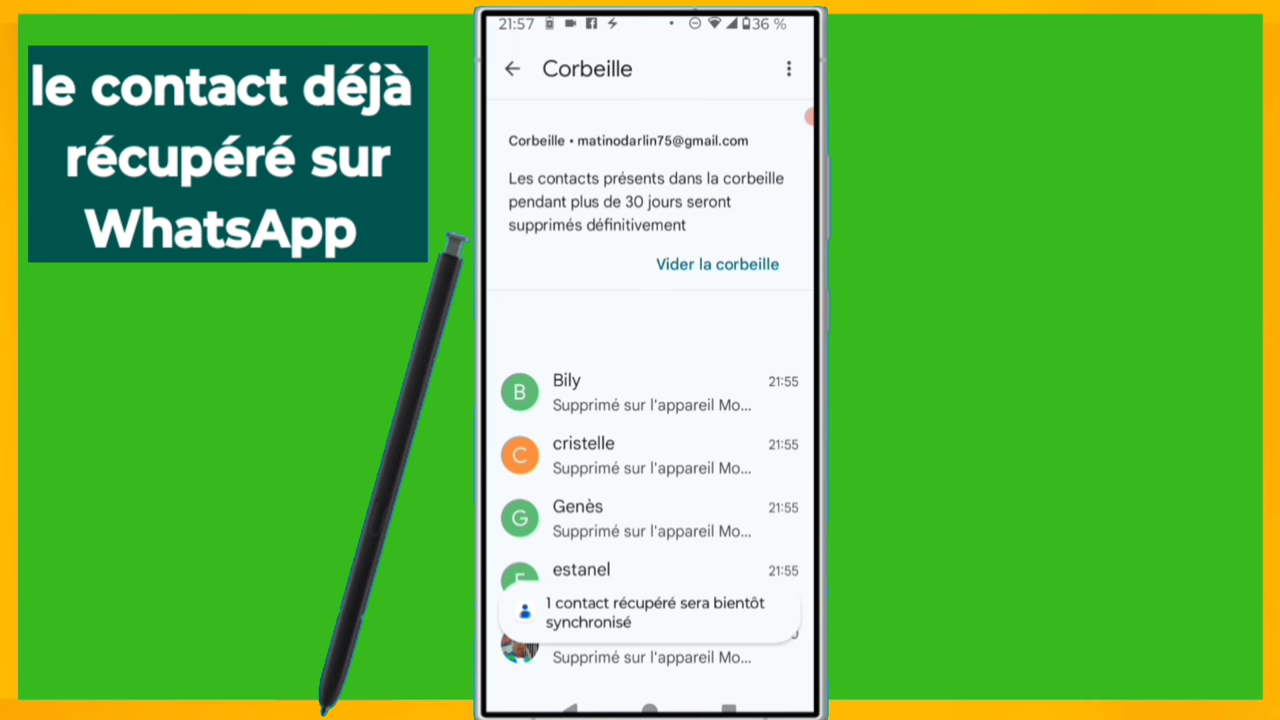 le contact déjà
récupéré sur
WhatsApp
21:57 36 %
Corbeille
Corbeille • matinodarlin75@gmail.com
Les contacts présents dans la corbeille
pendant plus de 30 jours seront
supprimés définitivement
Vider la corbeille
B Bily 21:55
Supprimé sur l'appareil Mo...
C cristelle 21:55
Supprimé sur l'appareil Mo...
G Genès 21:55
Supprimé sur l'appareil Mo...
estanel 21:55
1 contact récupéré sera bientôt
synchronisé
Supprimé sur l'appareil Mo...